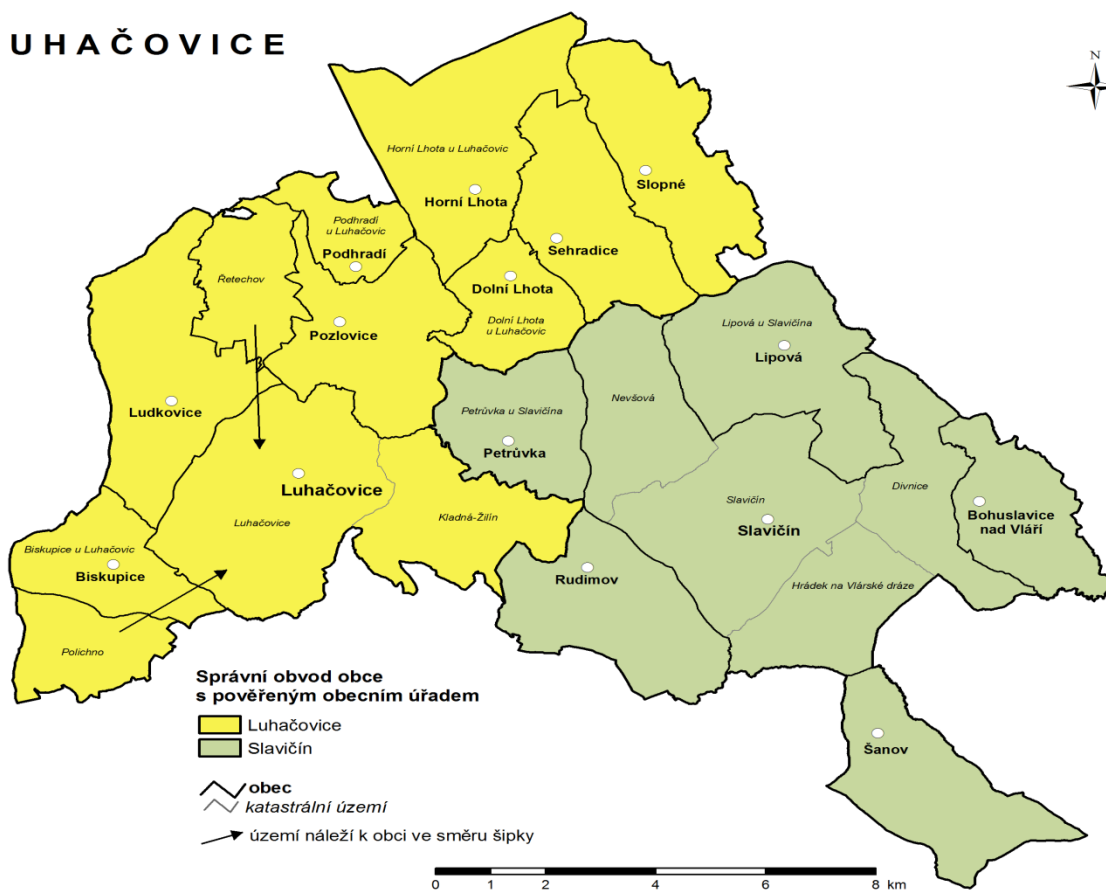 UHAČOVICE
N
Horní Lhota u Luhačovic
Horní Lhota
Slopné
Podhradí
u Luhačovic
Podhradí
Sehradice
Řetechov
Dolní Lhota
Dolní Lhota
u Luhačovic
Pozlovice
Lipová u Slavičína
Lipová
Ludkovice
Petrůvka u Slavičína
Petrůvka
Nevšová
Luhačovice
Luhačovice
Kladná-Žilín
Slavičín
Slavičín
Divnice
Bohuslavice
nad Vláří
Biskupice u Luhačovic
Biskupice
Rudimov
Hrádek na Vlárské dráze
Polichno
Šanov
Správní obvod obce
s pověřeným obecním úřadem
Luhačovice
Slavičín
obec
katastrální území
území náleží k obci ve směru šipky
0 1 2 4 6 8 km